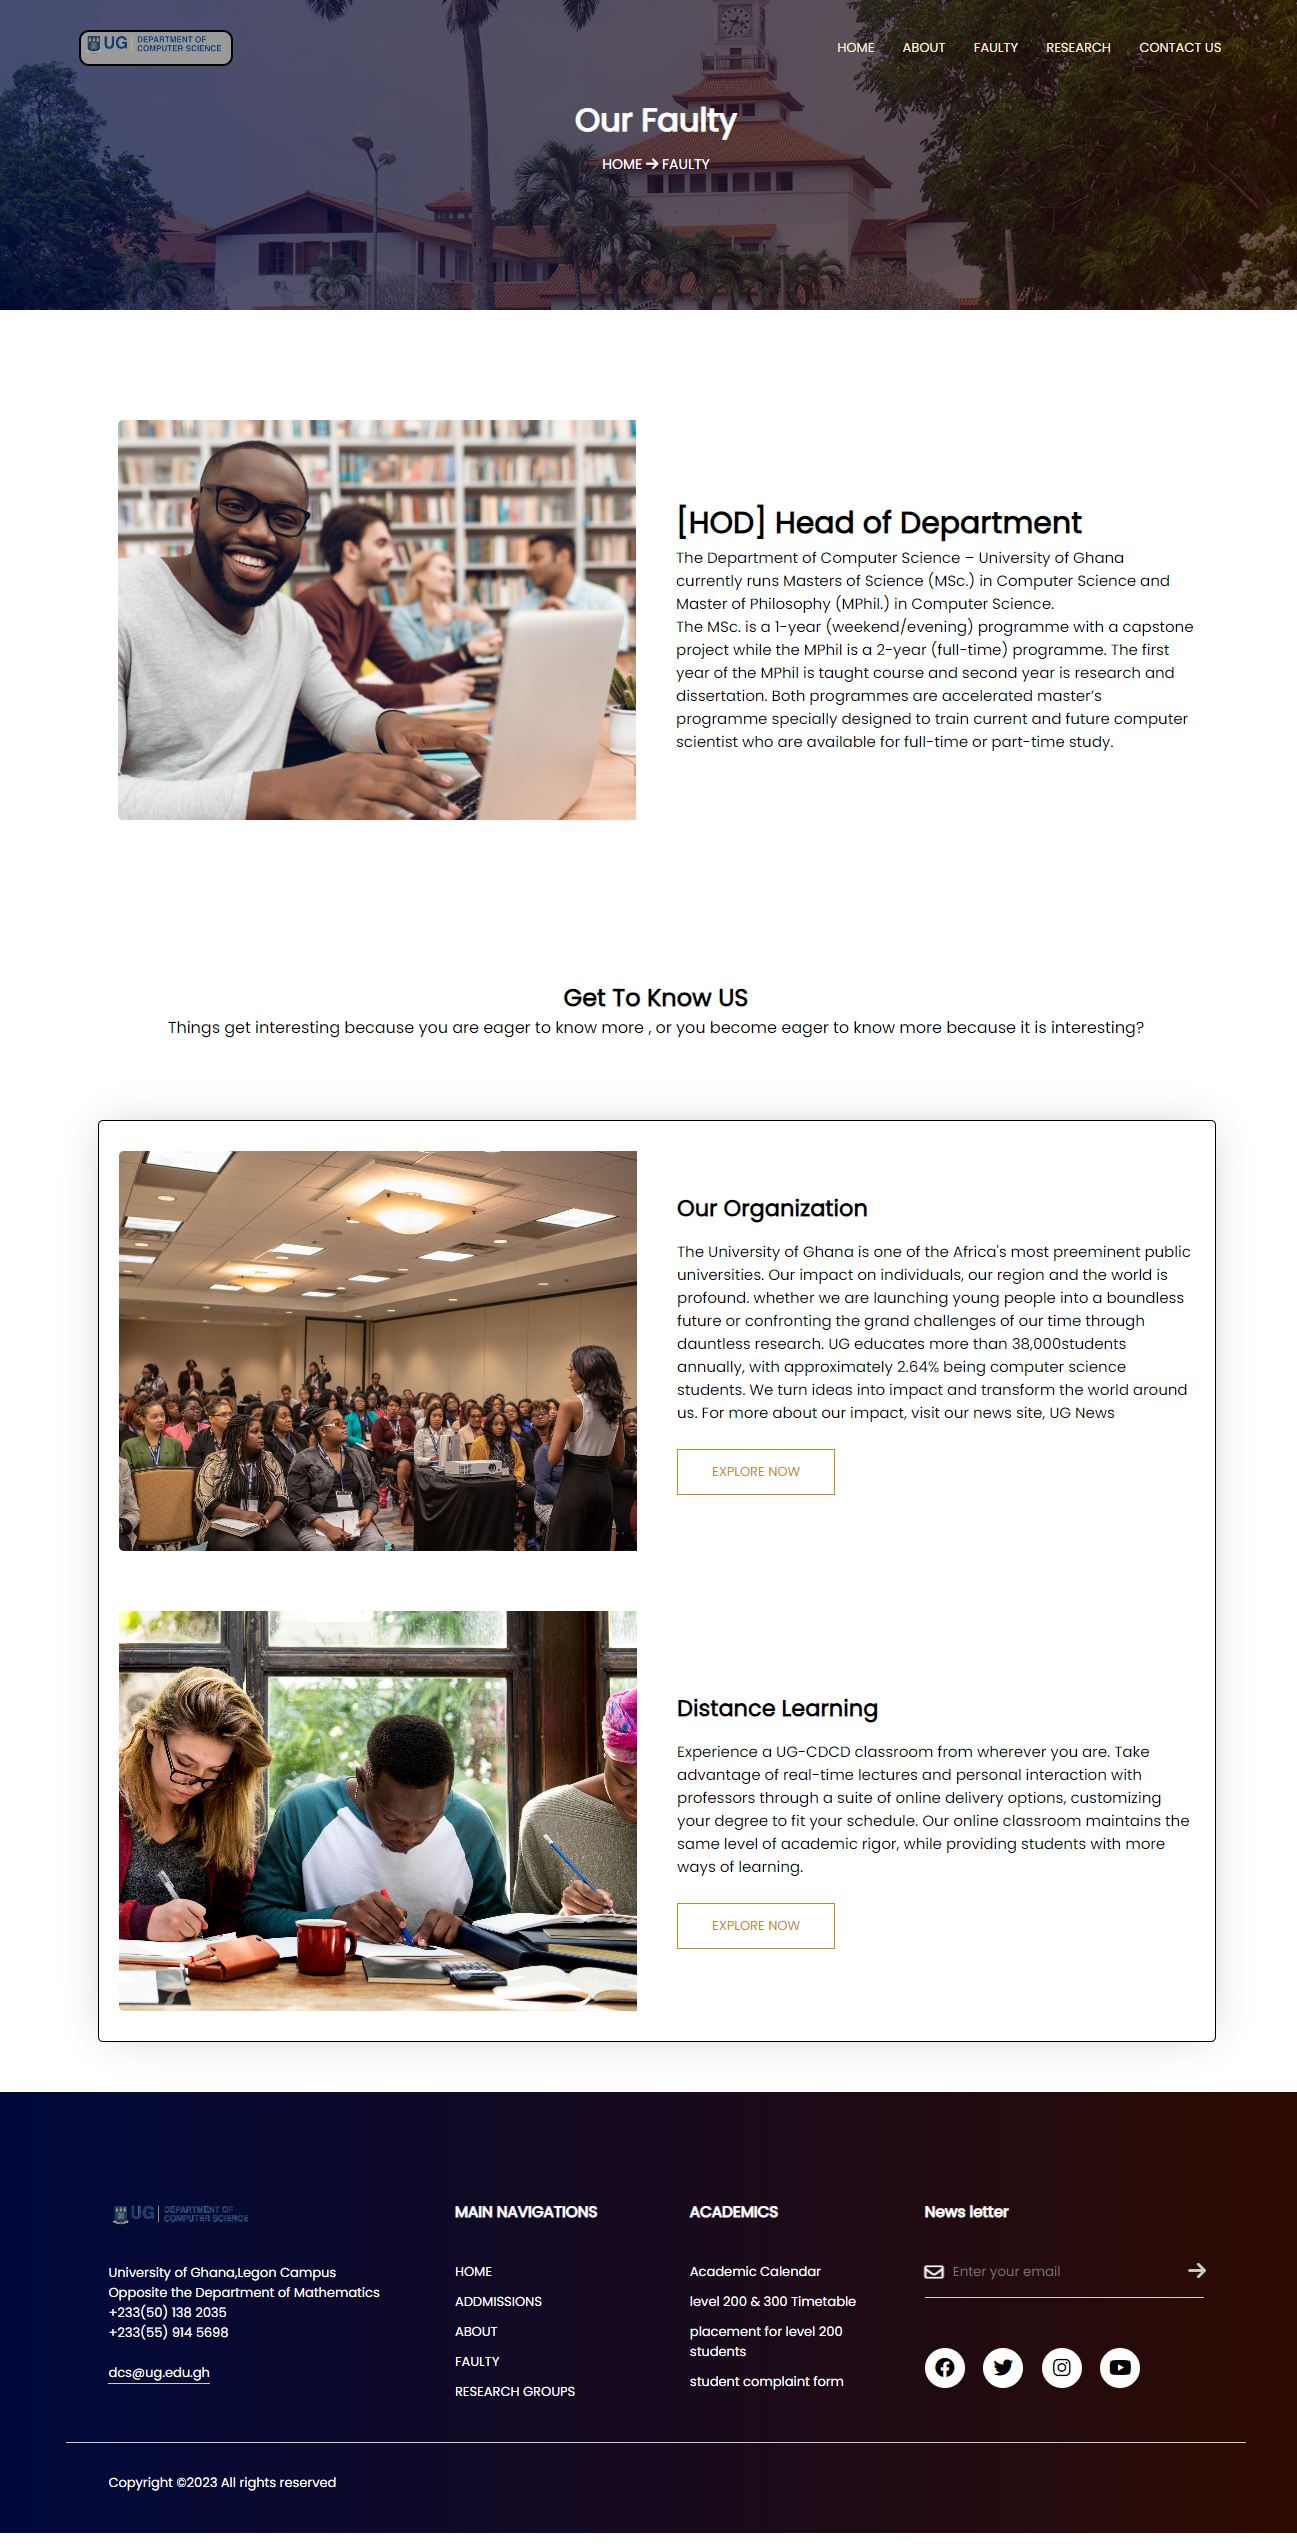 UG DEPARTMENT OF
COMPUTER SCIENCE
HOME ABOUT FAULTY RESEARCH CONTACT US
Our Faulty
HOME → FAULTY
[HOD] Head of Department
The Department of Computer Science – University of Ghana
currently runs Masters of Science (MSc.) in Computer Science and
Master of Philosophy (MPhil.) in Computer Science.
The MSc. is a 1-year (weekend/evening) programme with a capstone
project while the MPhil is a 2-year (full-time) programme. The first
year of the MPhil is taught course and second year is research and
dissertation. Both programmes are accelerated master’s
programme specially designed to train current and future computer
scientist who are available for full-time or part-time study.
Get To Know US
Things get interesting because you are eager to know more , or you become eager to know more because it is interesting?
Our Organization
The University of Ghana is one of the Africa's most preeminent public
universities. Our impact on individuals, our region and the world is
profound. whether we are launching young people into a boundless
future or confronting the grand challenges of our time through
dauntless research. UG educates more than 38,000students
annually, with approximately 2.64% being computer science
students. We turn ideas into impact and transform the world around
us. For more about our impact, visit our news site, UG News
EXPLORE NOW
Distance Learning
Experience a UG-CDCD classroom from wherever you are. Take
advantage of real-time lectures and personal interaction with
professors through a suite of online delivery options, customizing
your degree to fit your schedule. Our online classroom maintains the
same level of academic rigor, while providing students with more
ways of learning.
EXPLORE NOW
UG DEPARTMENT OF
COMPUTER SCIENCE
University of Ghana,Legon Campus
Opposite the Department of Mathematics
+233(50) 138 2035
+233(55) 914 5698
dcs@ug.edu.gh
MAIN NAVIGATIONS
HOME
ADDMISSIONS
ABOUT
FAULTY
RESEARCH GROUPS
ACADEMICS
Academic Calendar
level 200 & 300 Timetable
placement for level 200
students
student complaint form
News letter
Enter your email
Copyright ©2023 All rights reserved